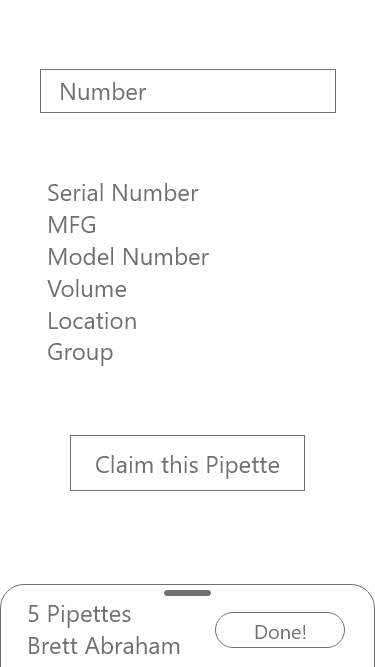 Number
Serial Number
MFG
Model Number
Volume
Location
Group
Claim this Pipette
5 Pipettes
Brett Abraham
Done!